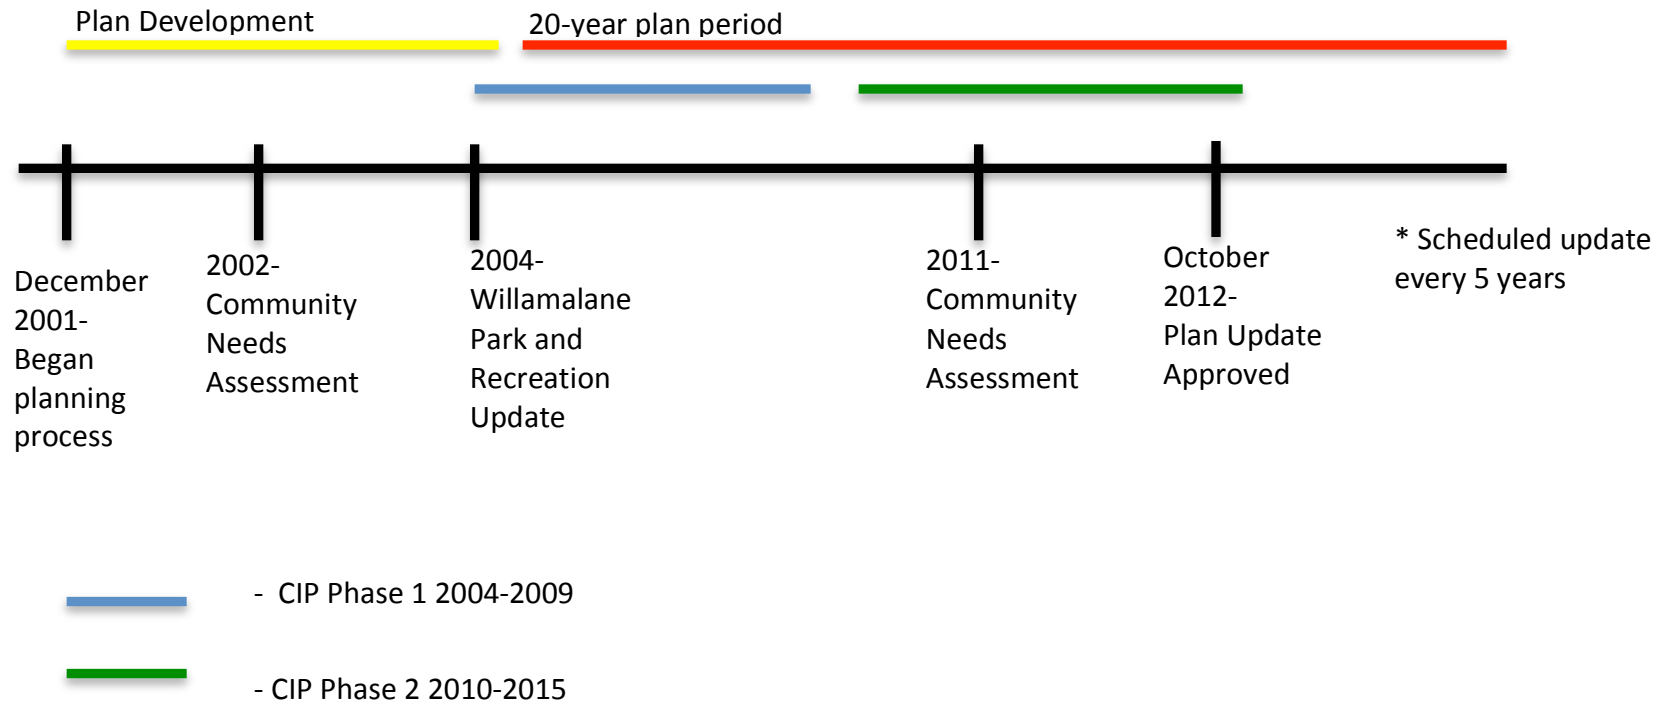 Plan Development
20-year plan period
December
2001-
Began
planning
process
2002-
Community
Needs
Assessment
2004-
Willamalane
Park and
Recreation
Update
2011-
Community
Needs
Assessment
October
2012-
Plan Update
Approved
* Scheduled update
every 5 years
- CIP Phase 1 2004-2009
- CIP Phase 2 2010-2015